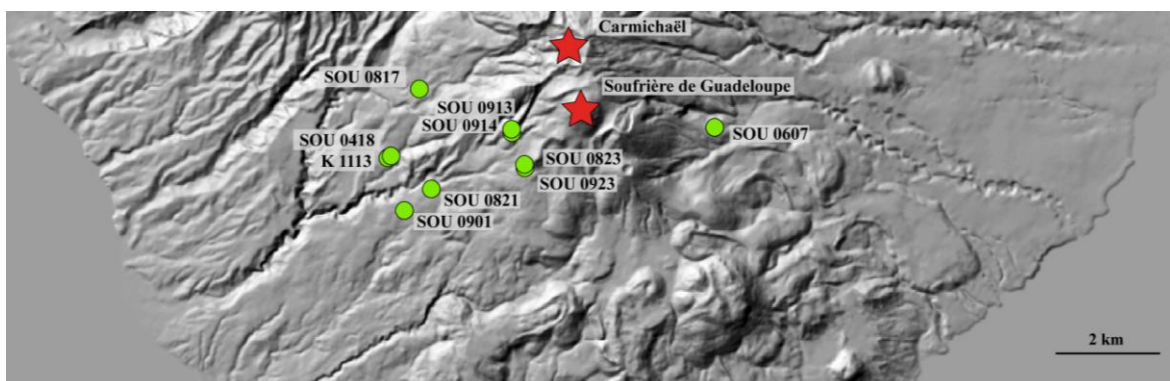 Carmichaël
SOU 0817
Soufrière de Guadeloupe
SOU 0913
SOU 0914
SOU 0607
SOU 0418
K 1113
SOU 0823
SOU 0923
SOU 0821
SOU 0901
2 km